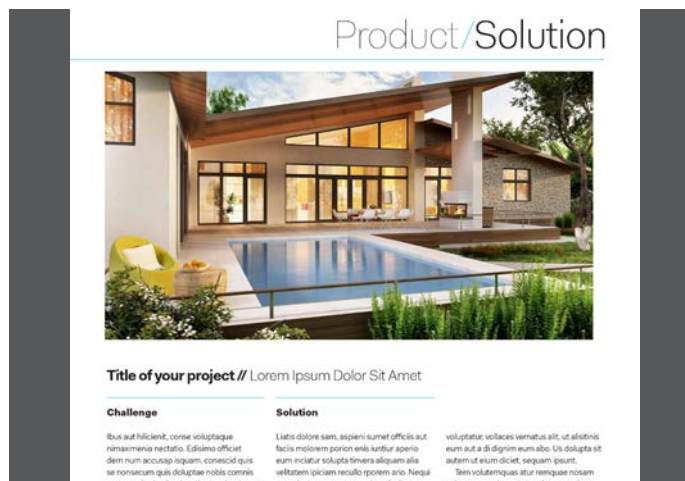 Product/Solution
Title of your project // Lorem Ipsum Dolor Sit Amet
Challenge
Ibus aut hilicienit, conse voluptaque
nimaximenia nectatio. Edisimo officiet
dem num accusap isquam, conescid quis
se nonsecum quis doluptae nobis comnis
Solution
Liatis dolore sam, aspieni sumet officiis aut
faciis molorem porion enis iuntiur aperio
eum inciatur solupta timvera aliquam alia
velitatem ipiciam recullo rporem ario. Nequi
voluptatur, vollaces vernatus alit, ut alisitinis
eum aut a di dignim eum abo. Us dolupta sit
autem ut eium diciet, sequam ipsunt.
Tem volutemquas atur remquae nosam